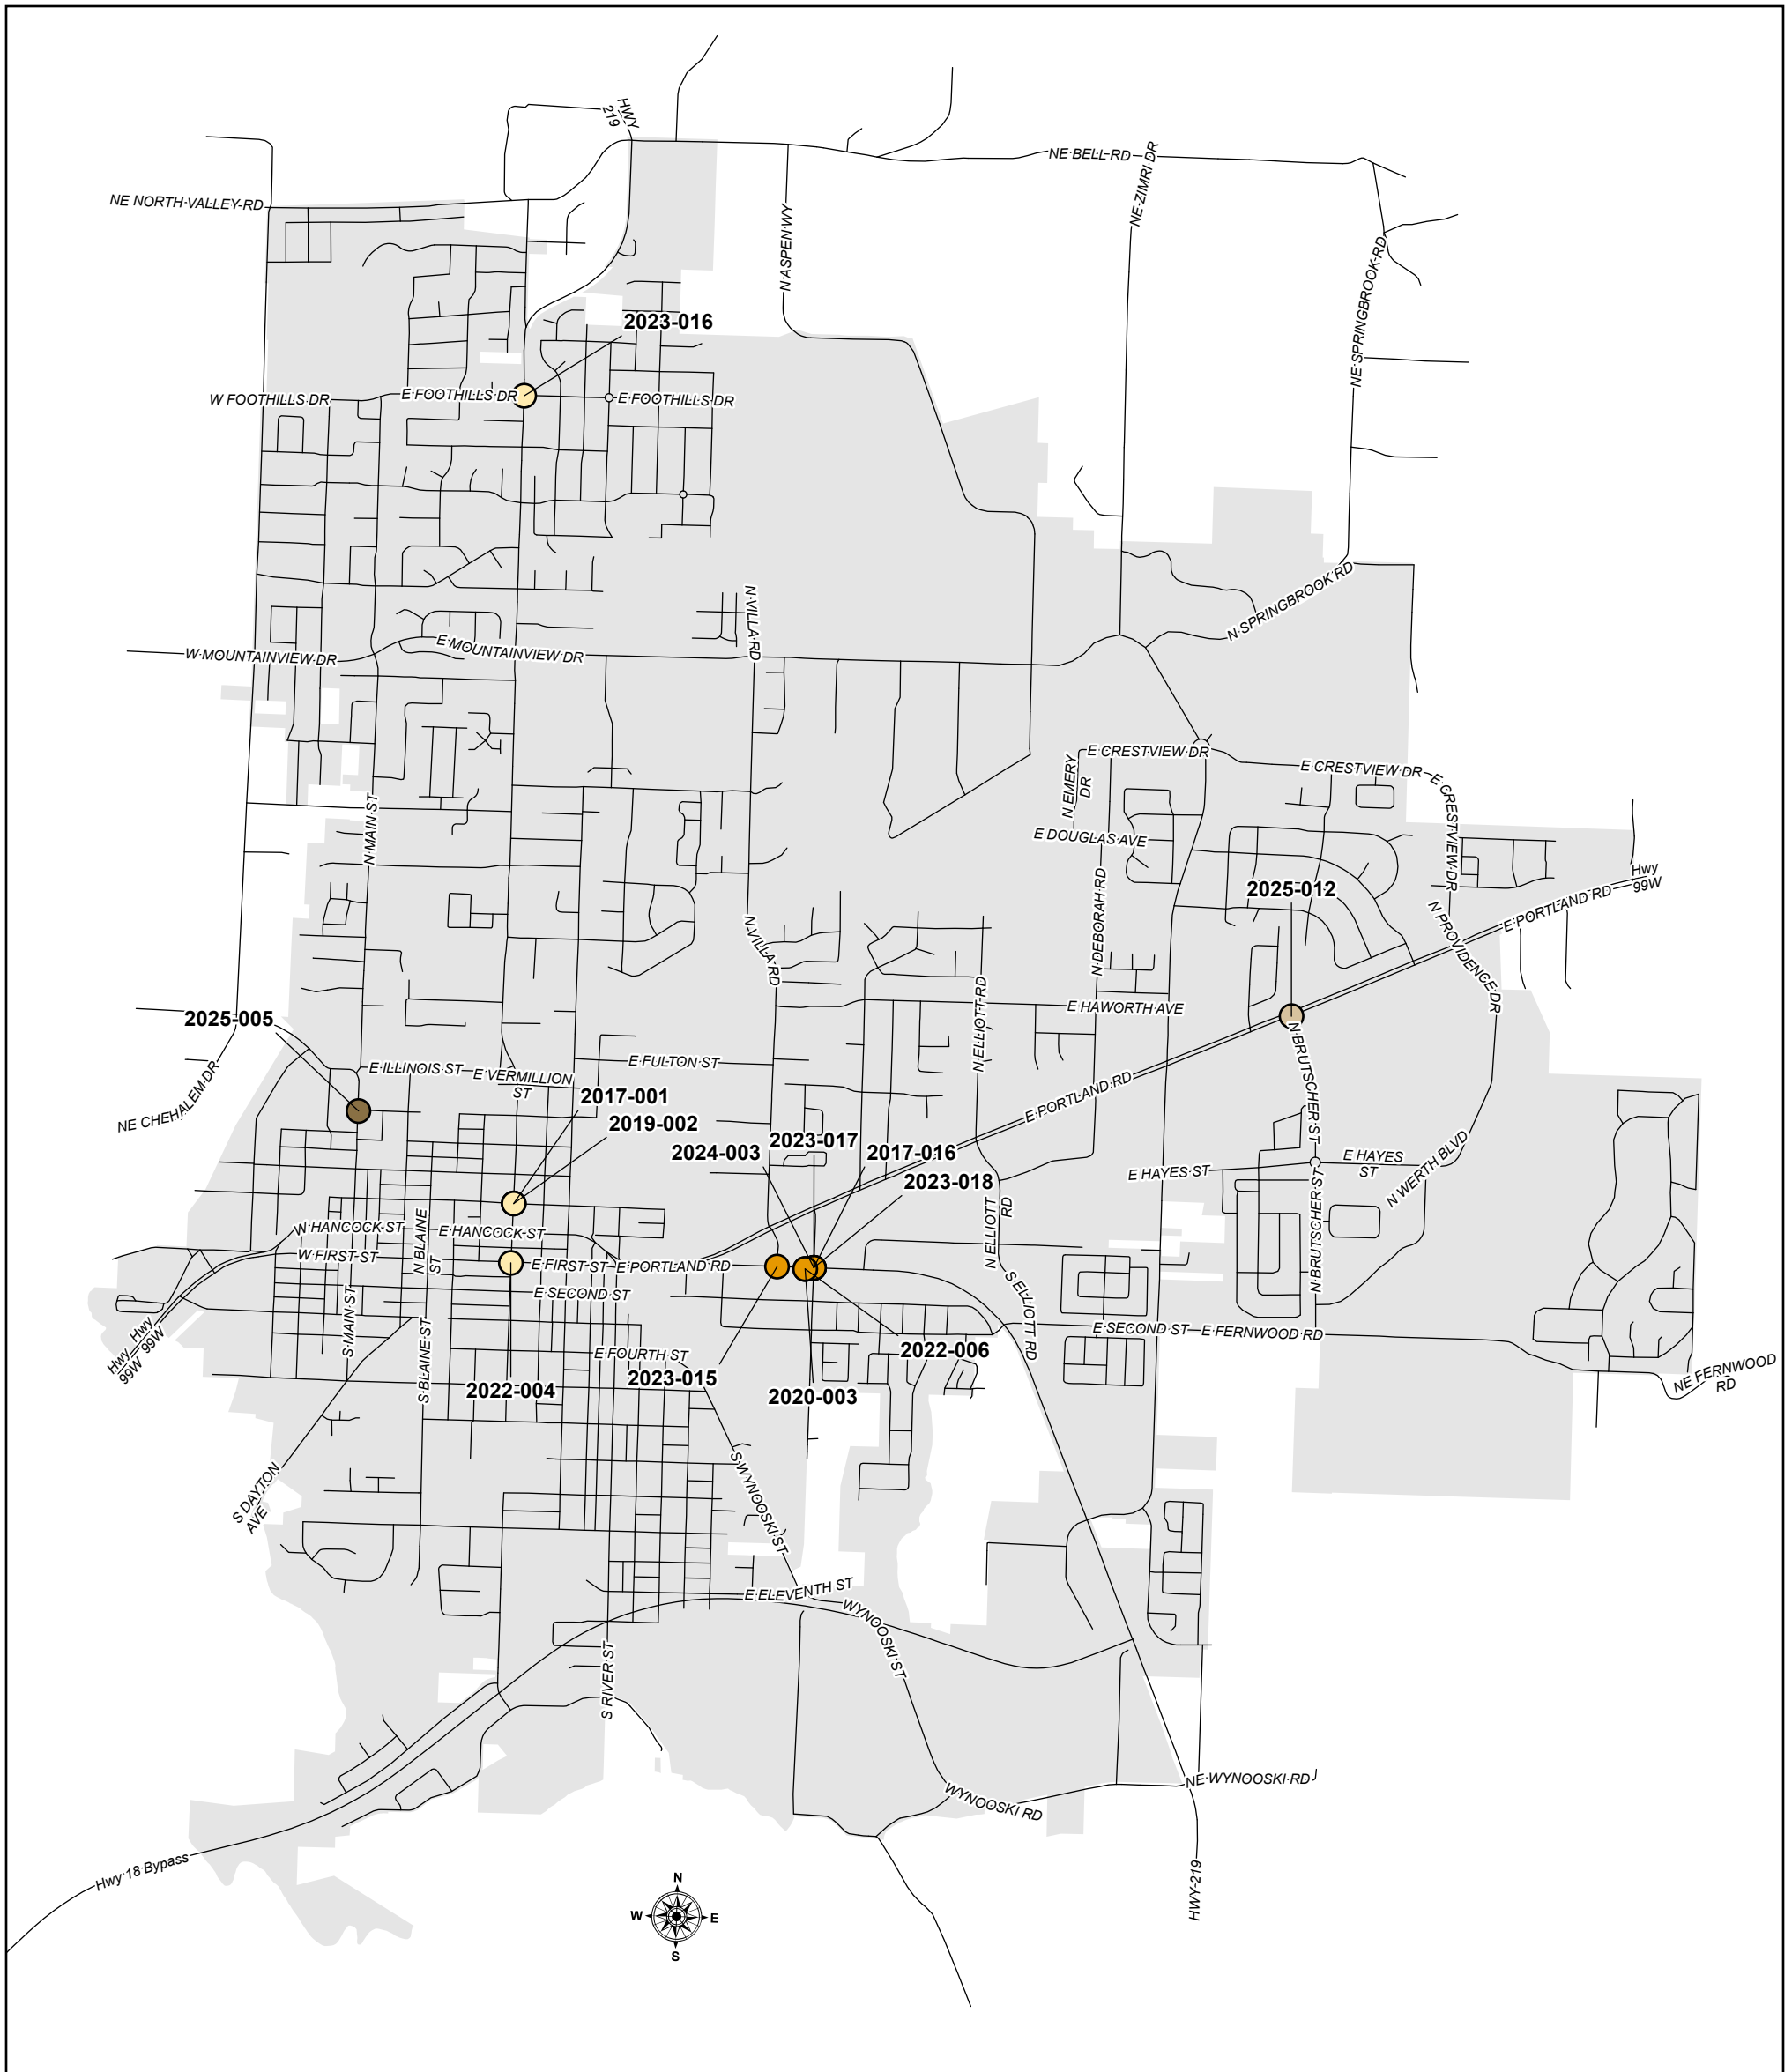 HWY
219
NE BELL RD
NE ZIMRI DR
NE NORTH VALLEY RD
N ASPEN WY
NE SPRINGBROOK RD
2023-016
W FOOTHILLS DR
E FOOTHILLS DR
E FOOTHILLS DR
N SPRINGBROOK RD
N VILLA RD
W MOUNTAINVIEW DR
E MOUNTAINVIEW DR
E CRESTVIEW DR
E CRESTVIEW DR
E CRESTVIEW DR
N EMERY
DR
N MAIN ST
E DOUGLAS AVE
Hwy
99W
2025-012
E PORTLAND RD
N DEBORAH RD
N PROVIDENCE DR
N VILLA RD
N ELLIOTT RD
E HAWORTH AVE
2025-005
N BRUTSCHER ST
E FULTON ST
E ILLINOIS ST
E VERMILLION
ST
2017-001
NE CHEHALEM DR
E PORTLAND RD
2019-002
2023-017
2024-003
2017-016
2023-018
E HAYES ST
E HAYES
ST
N WERTH BLVD
N ELLIOTT
RD
N BRUTSCHER ST
W HANCOCK ST
N BLAINE
ST
E HANCOCK ST
W FIRST ST
E FIRST ST
E PORTLAND RD
E SECOND ST
S ELLIOTT RD
S MAIN ST
Hwy
99W
Hwy
99W
S BLAINE ST
E SECOND ST
E FERNWOOD RD
E FOURTH ST
2022-006
2023-015
2022-004
2020-003
NE FERNWOOD
RD
S DAYTON
AVE
S WYNOOSKI ST
E ELEVENTH ST
WYNOOSKI ST
S RIVER ST
NE WYNOOSKI RD
WYNOOSKI RD
Hwy 18 Bypass
HWY 219
N
W
E
S